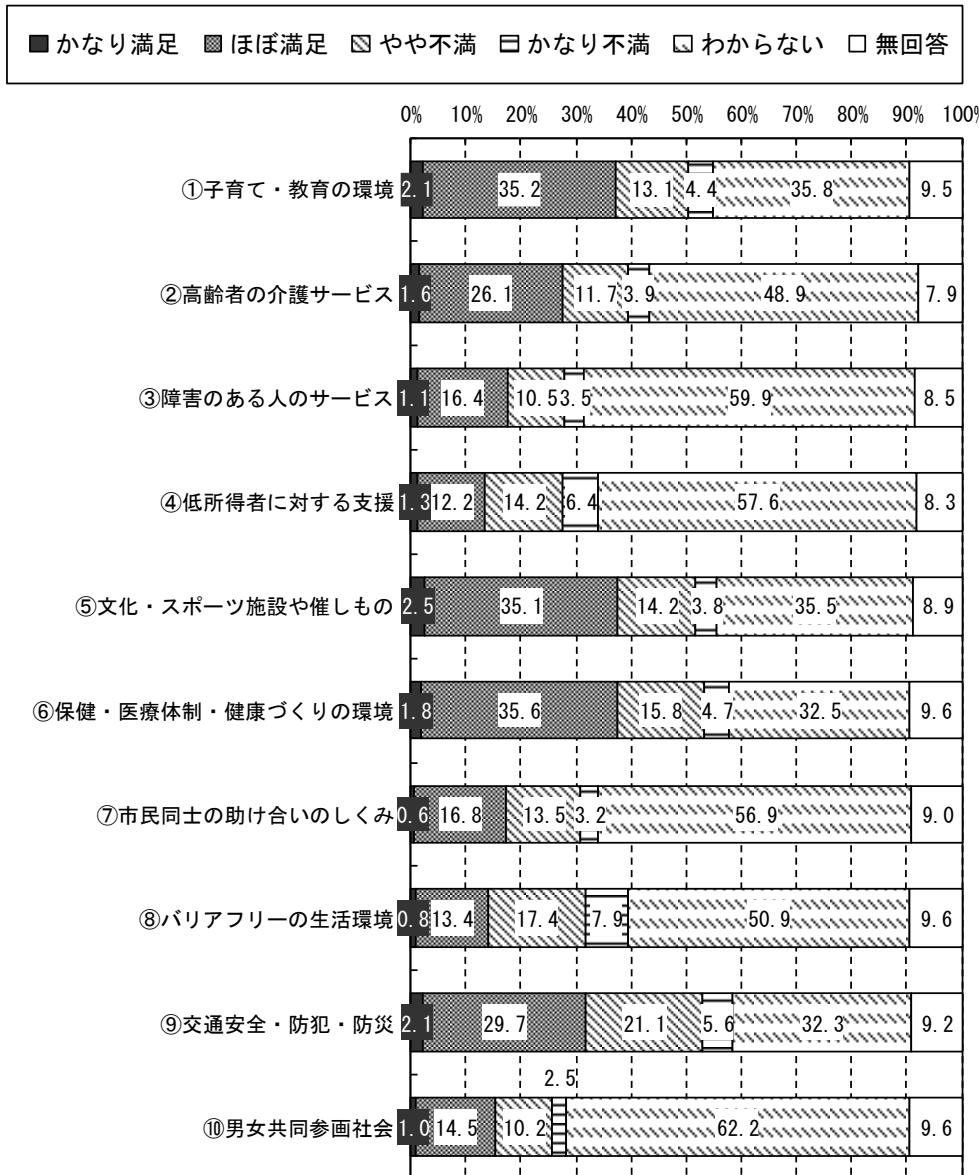 かなり満足 ほぼ満足 やや不満 かなり不満 わからない 無回答
0% 10% 20% 30% 40% 50% 60% 70% 80% 90% 100%
①子育て・教育の環境 2.1 35.2 13.1 4.4 35.8 9.5
②高齢者の介護サービス 1.6 26.1 11.7 3.9 48.9 7.9
③障害のある人のサービス 1.1 16.4 10.5 3.5 59.9 8.5
④低所得者に対する支援 1.3 12.2 14.2 6.4 57.6 8.3
⑤文化・スポーツ施設や催しもの 2.5 35.1 14.2 3.8 35.5 8.9
⑥保健・医療体制・健康づくりの環境 1.8 35.6 15.8 4.7 32.5 9.6
⑦市民同士の助け合いのしくみ 0.6 16.8 13.5 3.2 56.9 9.0
⑧バリアフリーの生活環境 0.8 13.4 17.4 7.9 50.9 9.6
⑨交通安全・防犯・防災 2.1 29.7 21.1 5.6 32.3 9.2
2.5
⑩男女共同参画社会 1.0 14.5 10.2 62.2 9.6